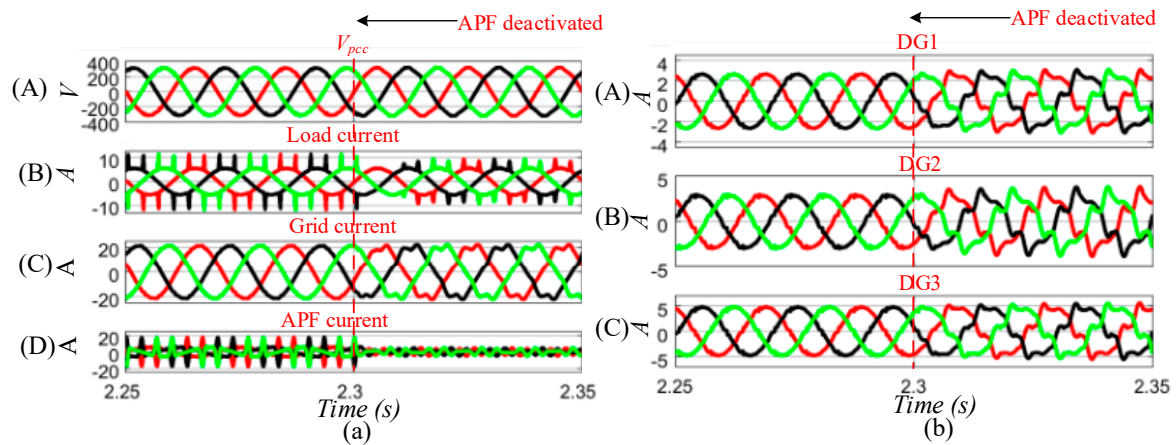 APF deactivated
(A)
V
V_pcc
400
200
0
-200
-400
(B)
A
Load current
10
0
-10
(C)
A
Grid current
20
0
-20
(D)
A
APF current
20
0
-20
2.25
2.3
2.35
Time (s)
(a)
APF deactivated
(A)
A
DG1
4
2
0
-2
-4
(B)
A
DG2
5
0
-5
(C)
A
DG3
5
0
-5
2.25
2.3
2.35
Time (s)
(b)